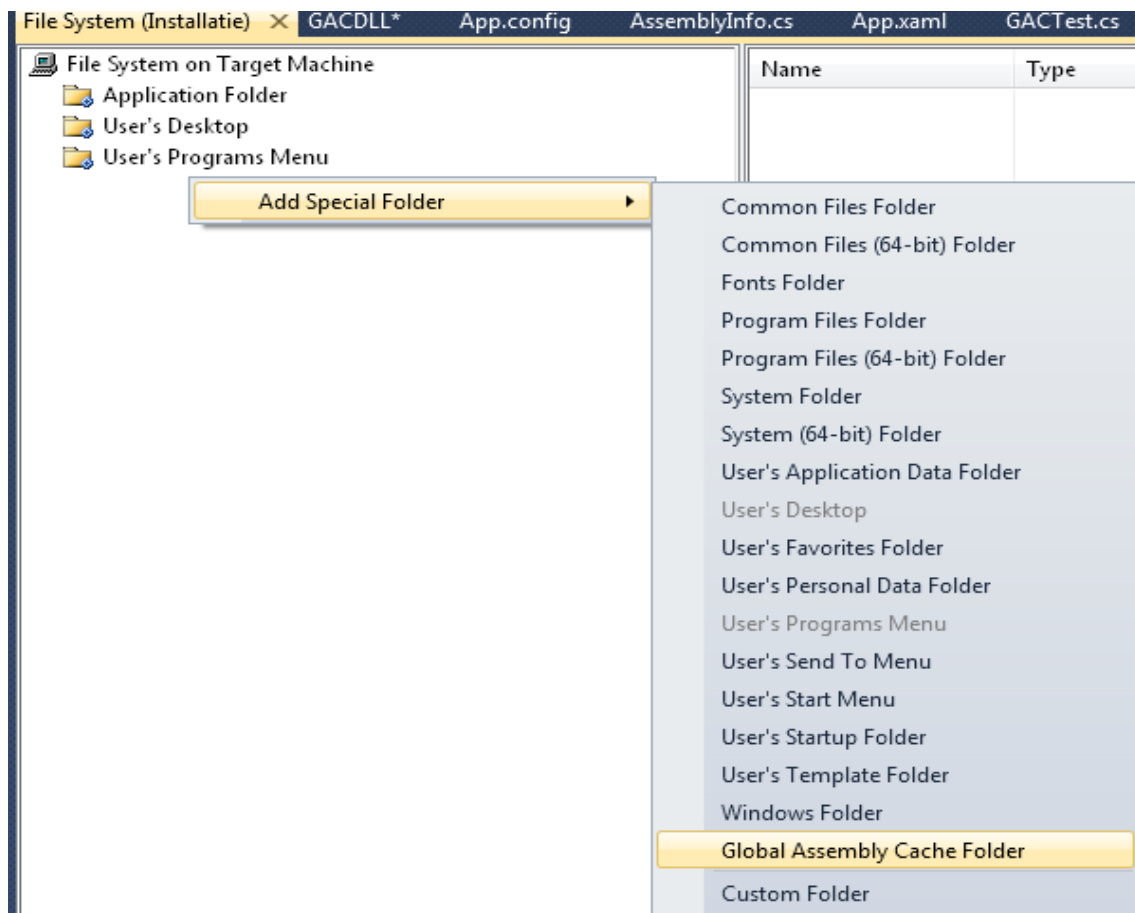 File System (Installatie) GACDLL* App.config AssemblyInfo.cs App.xaml GACTest.cs
File System on Target Machine
Application Folder
User's Desktop
User's Programs Menu
Name Type
Add Special Folder
Common Files Folder
Common Files (64-bit) Folder
Fonts Folder
Program Files Folder
Program Files (64-bit) Folder
System Folder
System (64-bit) Folder
User's Application Data Folder
User's Desktop
User's Favorites Folder
User's Personal Data Folder
User's Programs Menu
User's Send To Menu
User's Start Menu
User's Startup Folder
User's Template Folder
Windows Folder
Global Assembly Cache Folder
Custom Folder